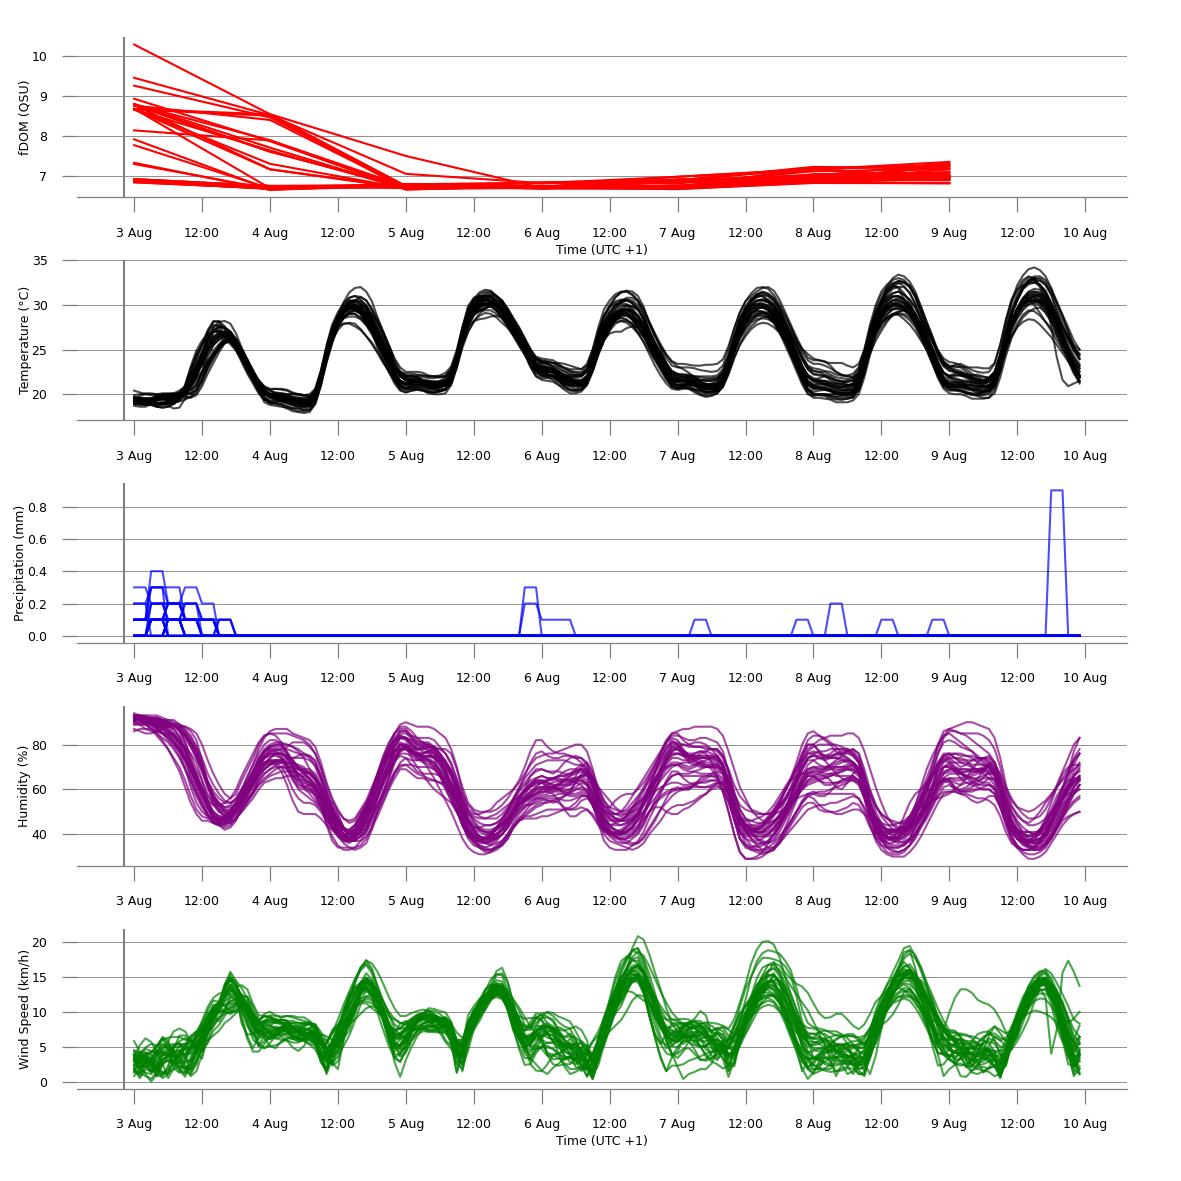 fDOM (QSU)
10
9
8
7
3 Aug 12:00 4 Aug 12:00 5 Aug 12:00 6 Aug 12:00 7 Aug 12:00 8 Aug 12:00 9 Aug 12:00 10 Aug
Time (UTC +1)
Temperature (°C)
35
30
25
20
3 Aug 12:00 4 Aug 12:00 5 Aug 12:00 6 Aug 12:00 7 Aug 12:00 8 Aug 12:00 9 Aug 12:00 10 Aug
Precipitation (mm)
0.8
0.6
0.4
0.2
0.0
3 Aug 12:00 4 Aug 12:00 5 Aug 12:00 6 Aug 12:00 7 Aug 12:00 8 Aug 12:00 9 Aug 12:00 10 Aug
Humidity (%)
80
60
40
3 Aug 12:00 4 Aug 12:00 5 Aug 12:00 6 Aug 12:00 7 Aug 12:00 8 Aug 12:00 9 Aug 12:00 10 Aug
Wind Speed (km/h)
20
15
10
5
0
3 Aug 12:00 4 Aug 12:00 5 Aug 12:00 6 Aug 12:00 7 Aug 12:00 8 Aug 12:00 9 Aug 12:00 10 Aug
Time (UTC +1)